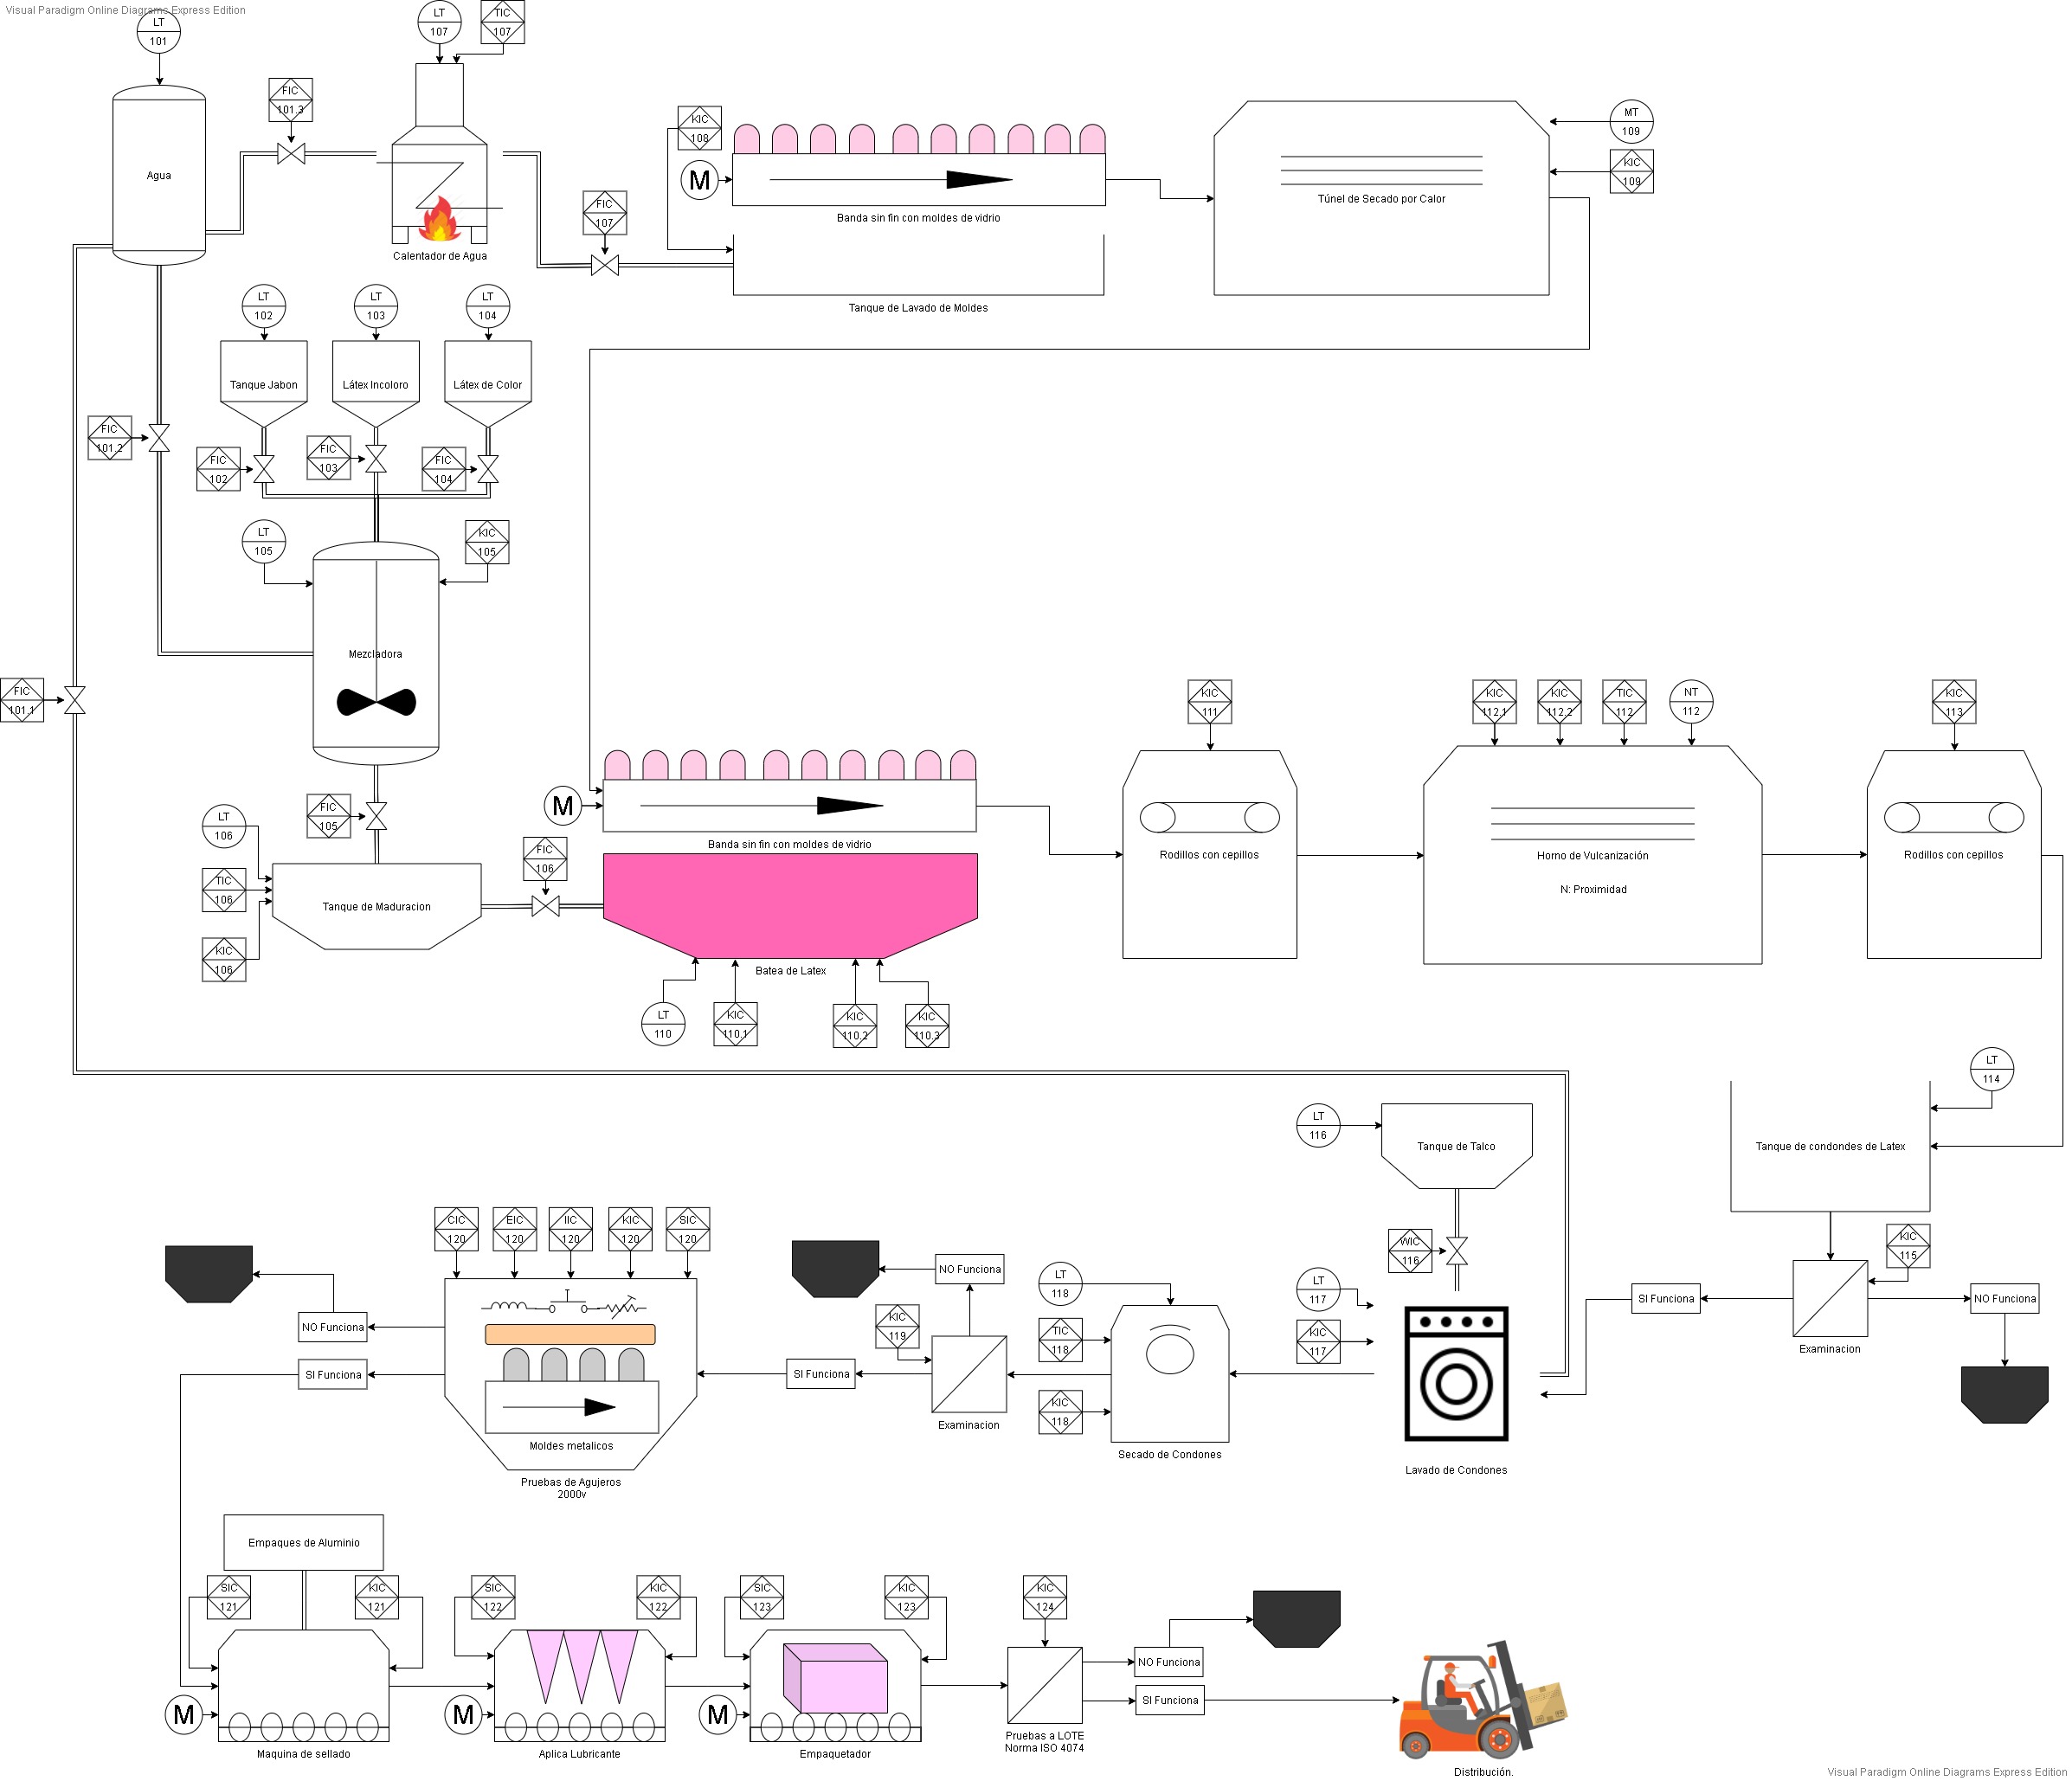 Visual Paradigm Online Diagrams Express Edition
LT
101
LT
107
TIC
107
FIC
101.3
Agua
Calentador de Agua
FIC
107
KIC
108
M
Banda sin fin con moldes de vidrio
Tanque de Lavado de Moldes
Túnel de Secado por Calor
MT
109
KIC
109
LT
102
LT
103
LT
104
Tanque Jabon
Látex Incoloro
Látex de Color
FIC
101.2
FIC
102
FIC
103
FIC
104
LT
105
KIC
105
Mezcladora
FIC
101.1
FIC
105
LT
106
TIC
106
KIC
106
Tanque de Maduracion
FIC
106
M
Banda sin fin con moldes de vidrio
Batea de Latex
LT
110
KIC
110.1
KIC
110.2
KIC
110.3
KIC
111
Rodillos con cepillos
KIC
112.1
KIC
112.2
TIC
112
NT
112
Horno de Vulcanización
N: Proximidad
KIC
113
Rodillos con cepillos
LT
114
Tanque de condondes de Latex
KIC
115
Examinacion
SI Funciona
NO Funciona
LT
116
Tanque de Talco
WIC
116
LT
117
KIC
117
Lavado de Condones
LT
118
TIC
118
KIC
118
Secado de Condones
KIC
119
Examinacion
NO Funciona
SI Funciona
CIC
120
EIC
120
IIC
120
KIC
120
SIC
120
Moldes metalicos
Pruebas de Agujeros
2000v
NO Funciona
SI Funciona
Empaques de Aluminio
SIC
121
KIC
121
M
Maquina de sellado
SIC
122
KIC
122
M
Aplica Lubricante
SIC
123
KIC
123
M
Empaquetador
KIC
124
Pruebas a LOTE
Norma ISO 4074
NO Funciona
SI Funciona
Distribución.
Visual Paradigm Online Diagrams Express Edition